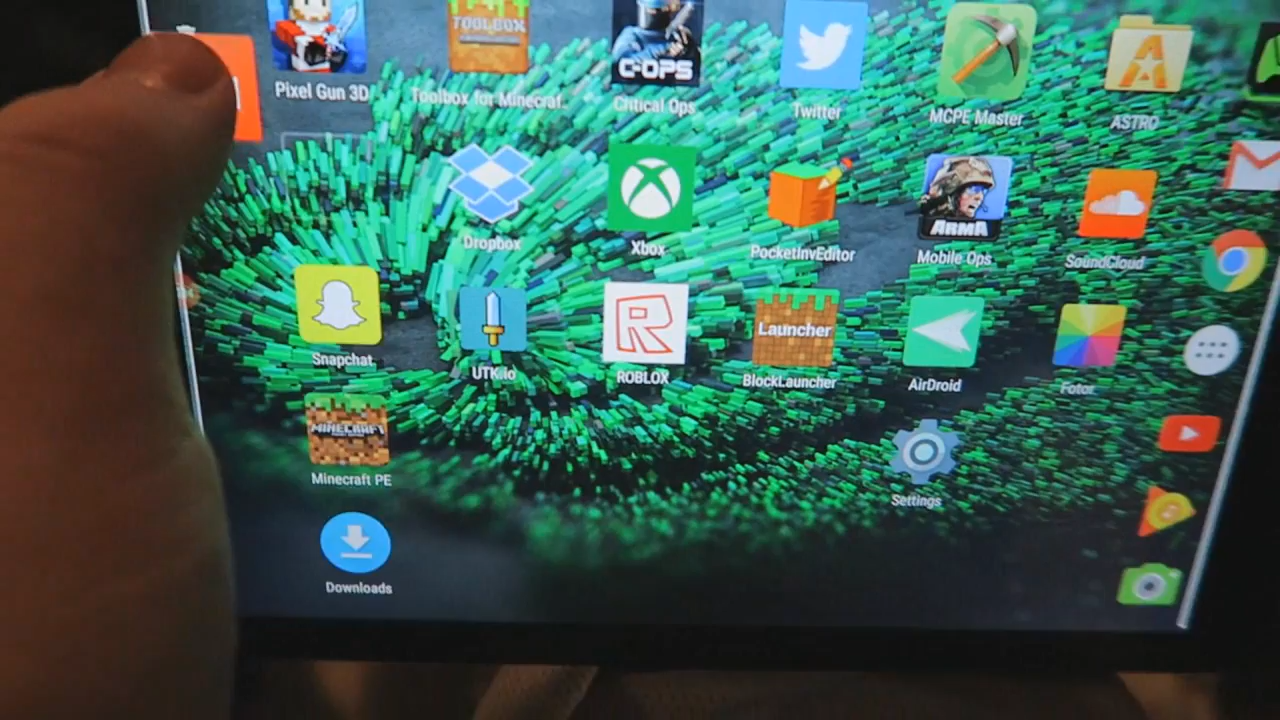 TOOLBOX
C-OPS
Pixel Gun 3D
Toolbox for Minecraf..
Critical Ops
Twitter
MCPE Master
ASTRO
ARMA
Dropbox
Xbox
PocketInvEditor
Mobile Ops
SoundCloud
Launcher
Snapchat
UTK.io
ROBLOX
BlockLauncher
AirDroid
Fotor
MINECRAFT
Minecraft PE
Settings
Downloads